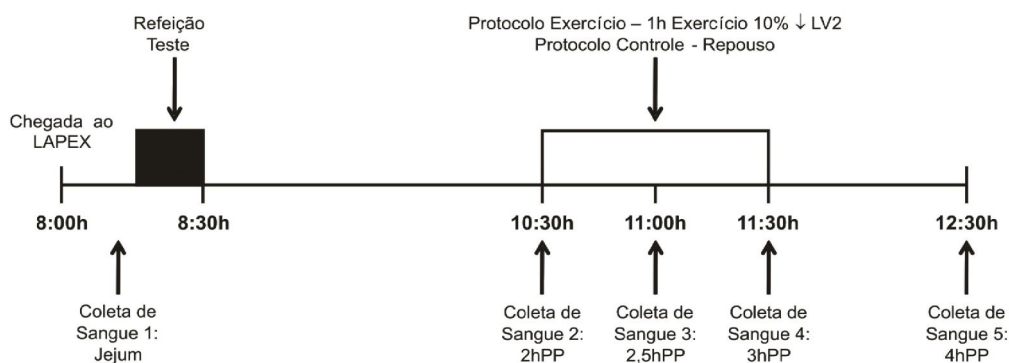 Refeição
Teste
Protocolo Exercício – 1h Exercício 10% ↓ LV2
Protocolo Controle - Repouso
Chegada ao
LAPEX
8:00h
8:30h
10:30h
11:00h
11:30h
12:30h
Coleta de
Sangue 1:
Jejum
Coleta de
Sangue 2:
2hPP
Coleta de
Sangue 3:
2,5hPP
Coleta de
Sangue 4:
3hPP
Coleta de
Sangue 5:
4hPP